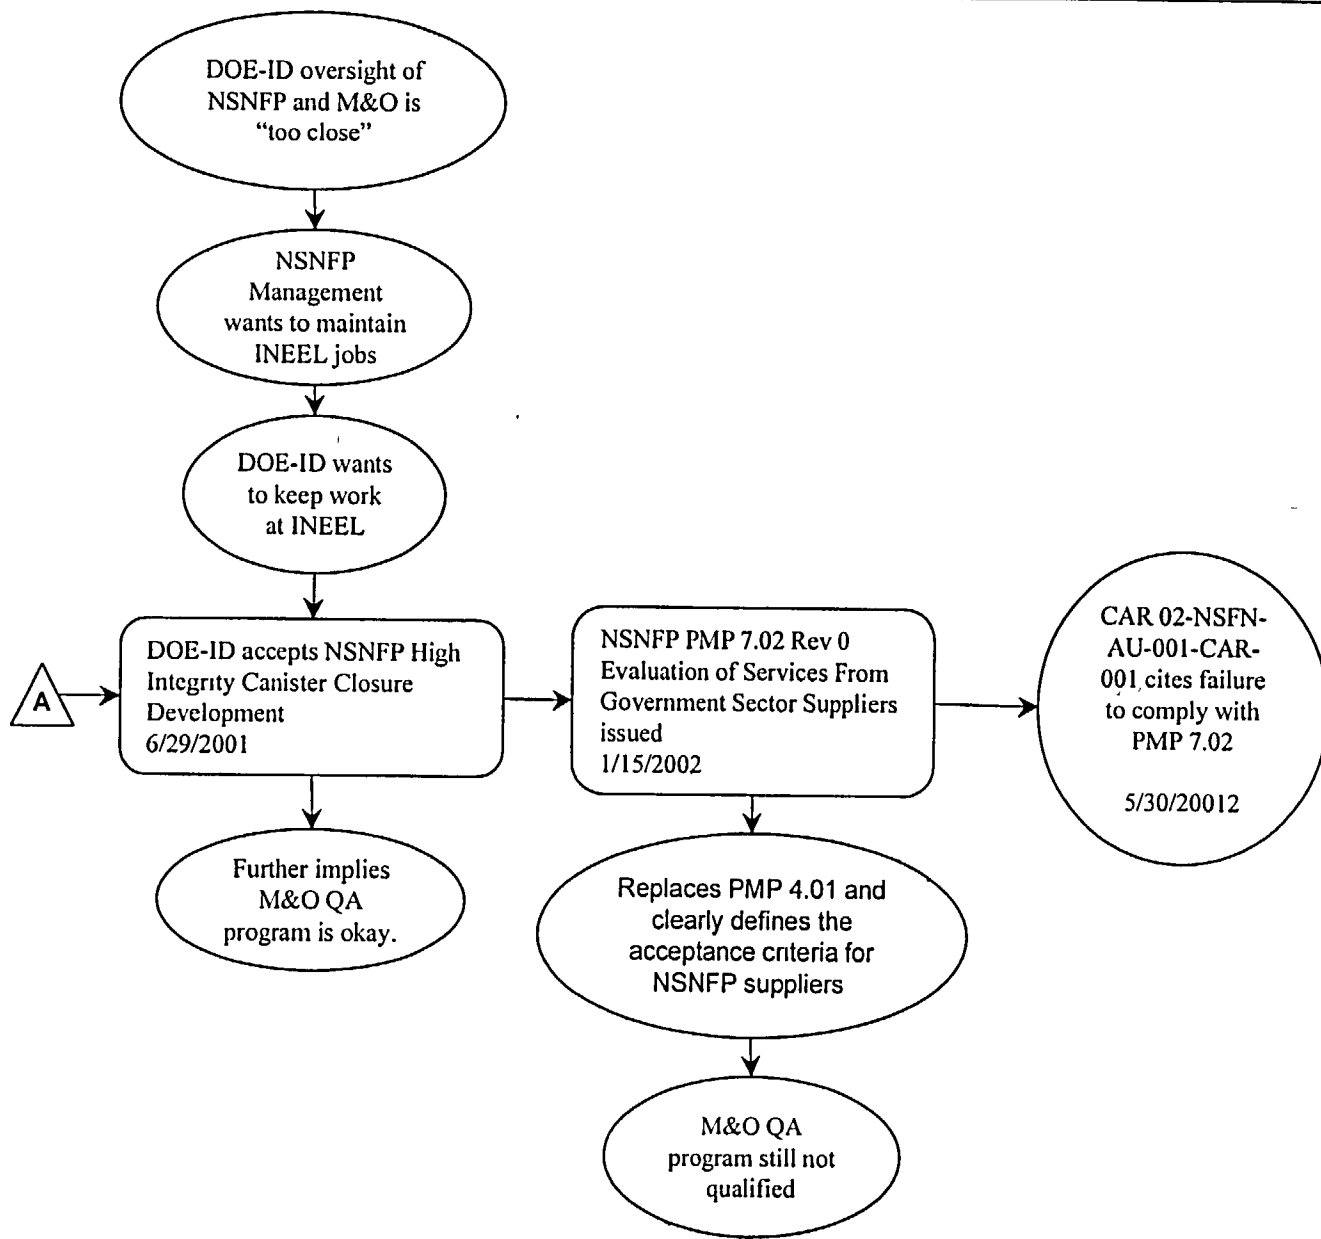 DOE-ID oversight of
NSNFP and M&O is
“too close”
NSNFP
Management
wants to maintain
INEEL jobs
DOE-ID wants
to keep work
at INEEL
A
DOE-ID accepts NSNFP High
Integrity Canister Closure
Development
6/29/2001
NSNFP PMP 7.02 Rev 0
Evaluation of Services From
Government Sector Suppliers
issued
1/15/2002
CAR 02-NSFN-
AU-001-CAR-
001, cites failure
to comply with
PMP 7.02
5/30/20012
Further implies
M&O QA
program is okay.
Replaces PMP 4.01 and
clearly defines the
acceptance criteria for
NSNFP suppliers
M&O QA
program still not
qualified